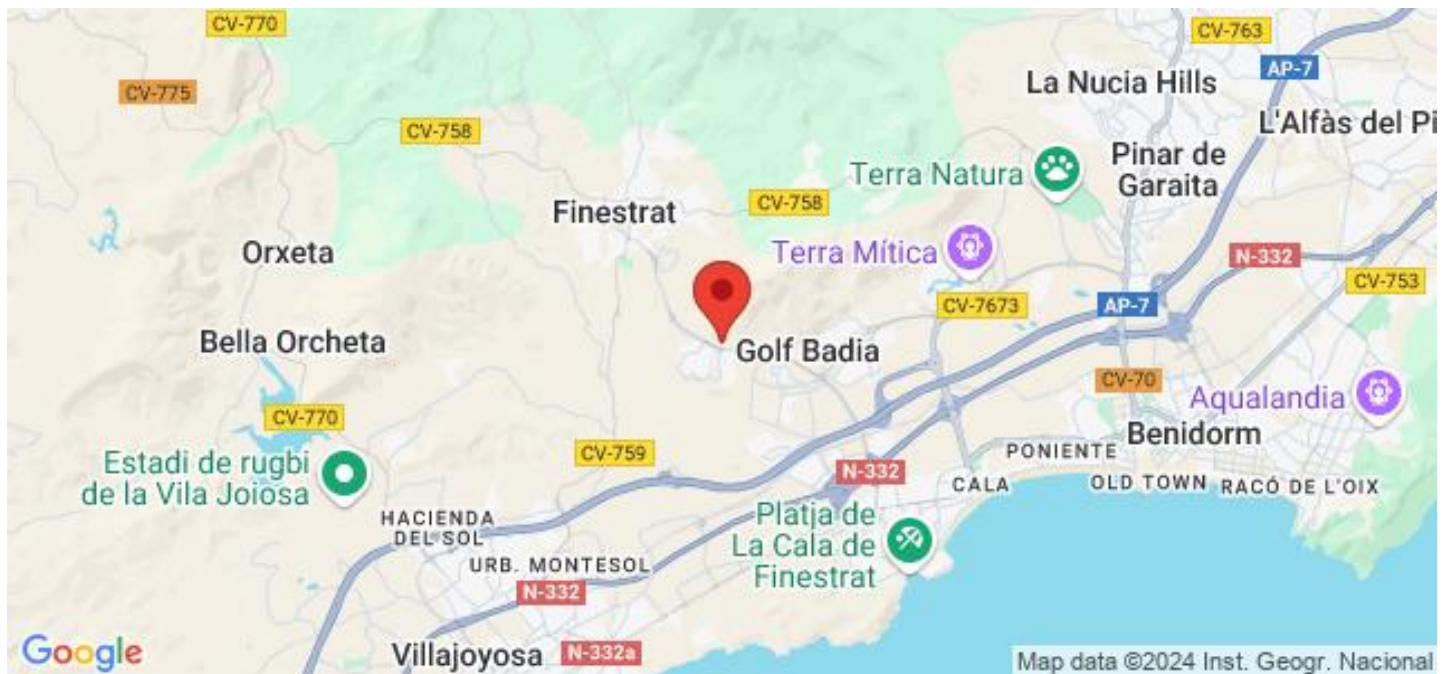 CV-770
CV-763
AP-7
La Nucia Hills
CV-775
CV-758
L'Alfàs del Pi
Pinar de
Garaita
Terra Natura
CV-758
Finestrat
Orxeta
Terra Mítica
N-332
CV-753
CV-7673
AP-7
Bella Orcheta
Golf Badia
CV-70
Aqualandia
CV-770
Benidorm
CV-759
PONIENTE
Estadi de rugbi
de la Vila Joiosa
N-332
CALA
OLD TOWN
RACÓ DE L'OIX
HACIENDA
DEL SOL
Platja de
La Cala de
Finestrat
URB. MONTESOL
N-332
Villajoyosa
N-332a
Google
Map data ©2024 Inst. Geogr. Nacional